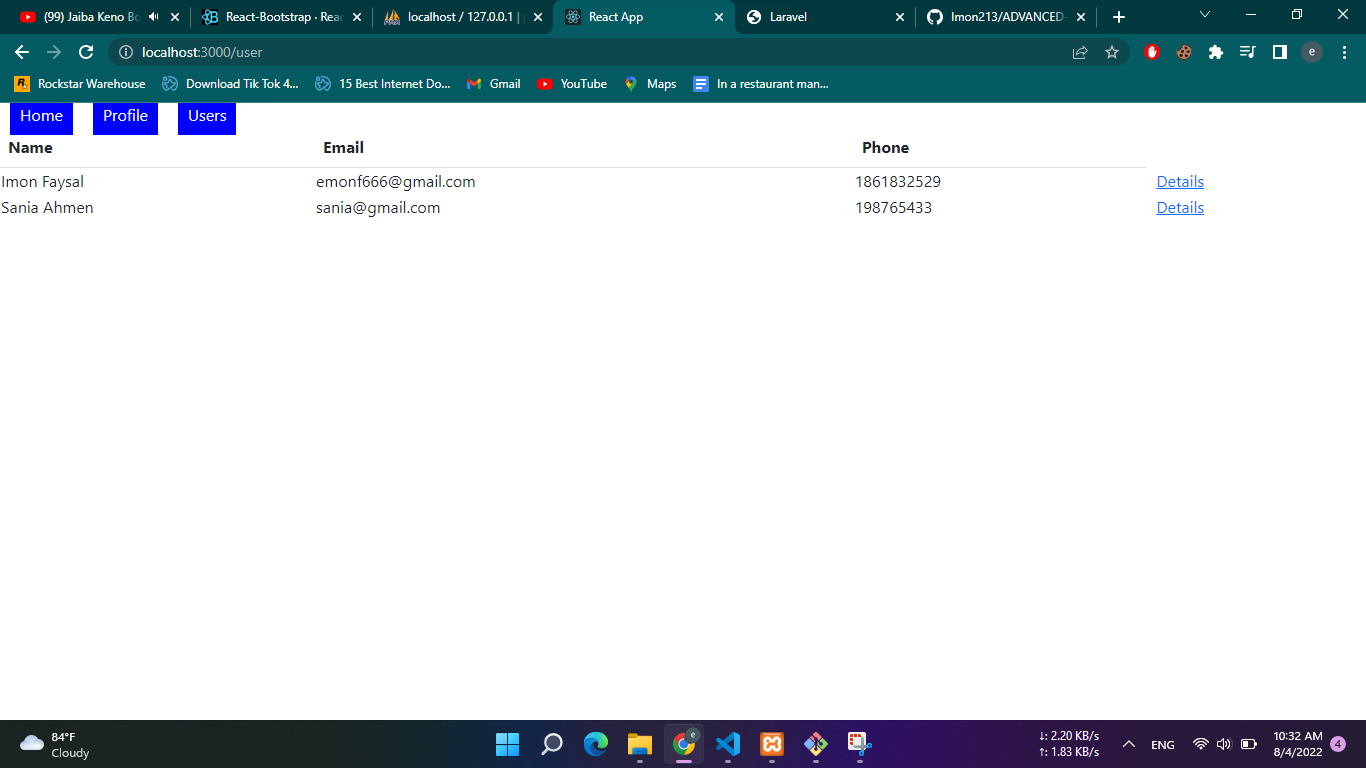 (99) Jaiba Keno Bo
React-Bootstrap · Reac
localhost / 127.0.0.1 | p
React App
Laravel
Imon213/ADVANCED-
localhost:3000/user
e
Rockstar Warehouse
Download Tik Tok 4...
15 Best Internet Do...
Gmail
YouTube
Maps
In a restaurant man...
Home Profile Users
Name Email Phone
Imon Faysal emonf666@gmail.com 1861832529 Details
Sania Ahmen sania@gmail.com 198765433 Details
84°F
Cloudy
e
↓: 2.20 KB/s
↑: 1.83 KB/s
ENG
10:32 AM
8/4/2022
4